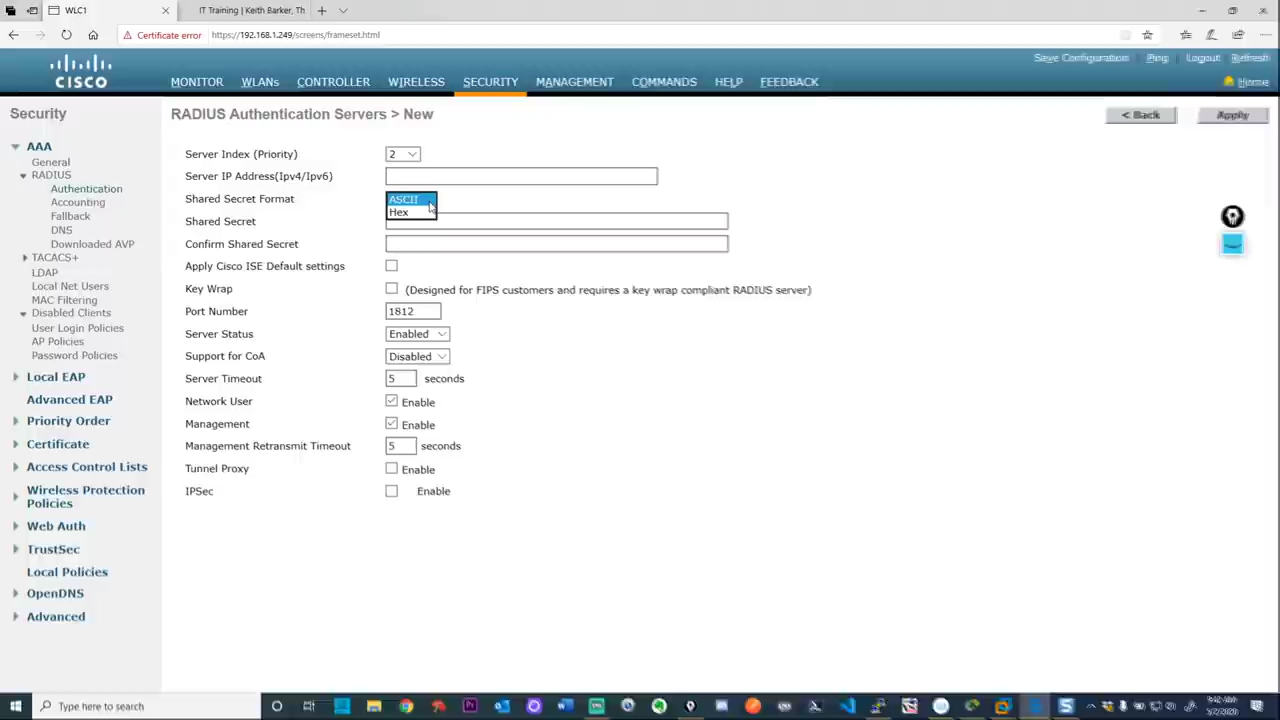 WLC1
IT Training | Keith Barker, Th
Certificate error
https://192.168.1.249/screens/frameset.html
Save Configuration Ping Logout Refresh
CISCO
MONITOR WLANs CONTROLLER WIRELESS SECURITY MANAGEMENT COMMANDS HELP FEEDBACK
Home
Security
RADIUS Authentication Servers > New
< Back
Apply
AAA
General
RADIUS
Authentication
Accounting
Fallback
DNS
Downloaded AVP
TACACS+
LDAP
Local Net Users
MAC Filtering
Disabled Clients
User Login Policies
AP Policies
Password Policies
Local EAP
Advanced EAP
Priority Order
Certificate
Access Control Lists
Wireless Protection
Policies
Web Auth
TrustSec
Local Policies
OpenDNS
Advanced
Server Index (Priority) 2
Server IP Address(Ipv4/Ipv6)
Shared Secret Format ASCII
Hex
Shared Secret
Confirm Shared Secret
Apply Cisco ISE Default settings
Key Wrap (Designed for FIPS customers and requires a key wrap compliant RADIUS server)
Port Number 1812
Server Status Enabled
Support for CoA Disabled
Server Timeout 5 seconds
Network User Enable
Management Enable
Management Retransmit Timeout 5 seconds
Tunnel Proxy Enable
IPSec Enable
Type here to search
9:42 AM
5/2/2020